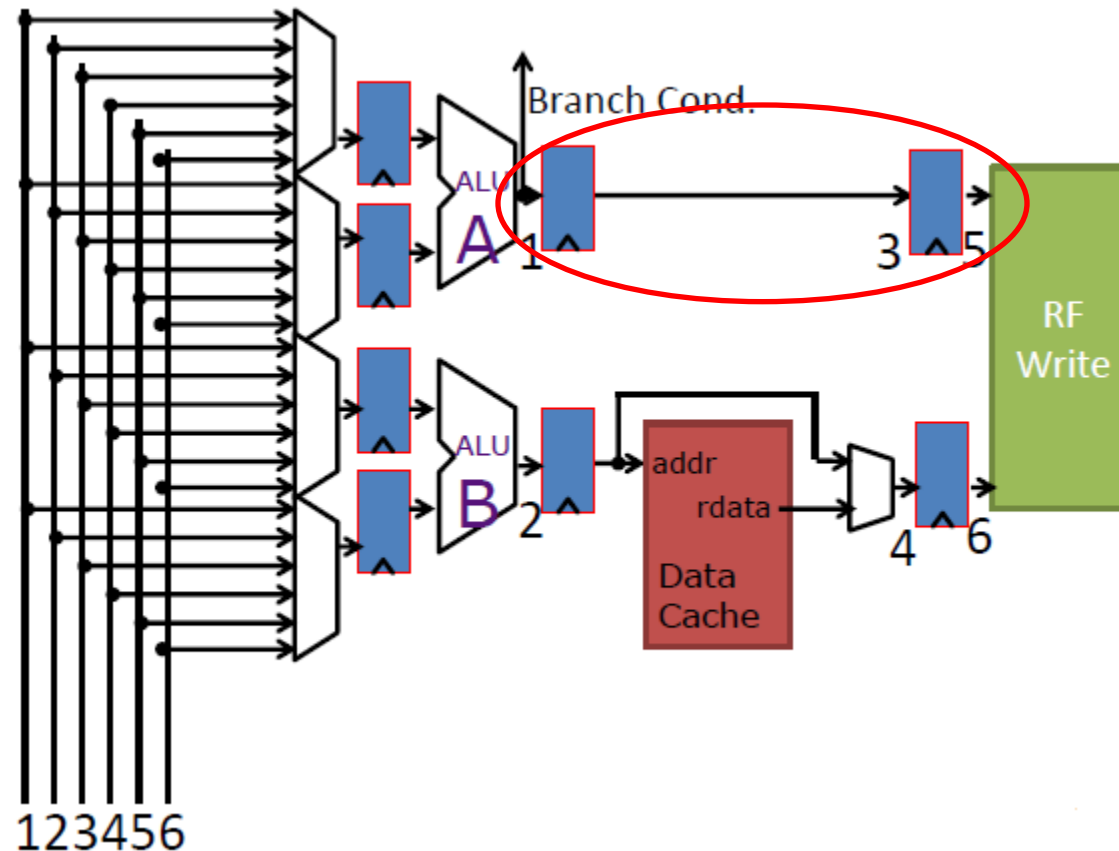 Branch Cond.
ALU
A
1
3
5
RF
Write
ALU
B
2
addr
rdata
Data
Cache
4
6
123456